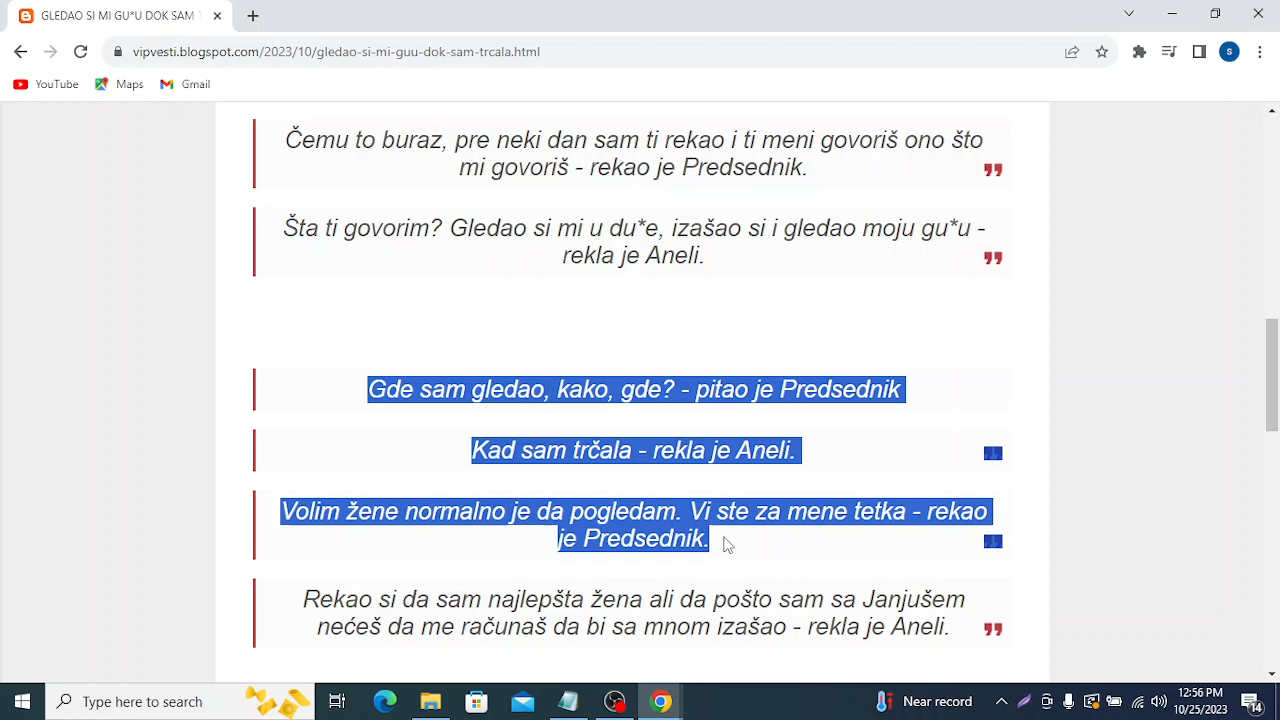 GLEDAO SI MI GU*U DOK SAM T
vipvesti.blogspot.com/2023/10/gledao-si-mi-guu-dok-sam-trcala.html
S
YouTube
Maps
Gmail
Čemu to buraz, pre neki dan sam ti rekao i ti meni govoriš ono što
mi govoriš - rekao je Predsednik.
Šta ti govorim? Gledao si mi u du*e, izašao si i gledao moju gu*u -
rekla je Aneli.
Gde sam gledao, kako, gde? - pitao je Predsednik
Kad sam trčala - rekla je Aneli.
Volim žene normalno je da pogledam. Vi ste za mene tetka - rekao
je Predsednik.
Rekao si da sam najlepšta žena ali da pošto sam sa Janjušem
nećeš da me računaš da bi sa mnom izašao - rekla je Aneli.
Type here to search
Near record
12:56 PM
10/25/2023
14